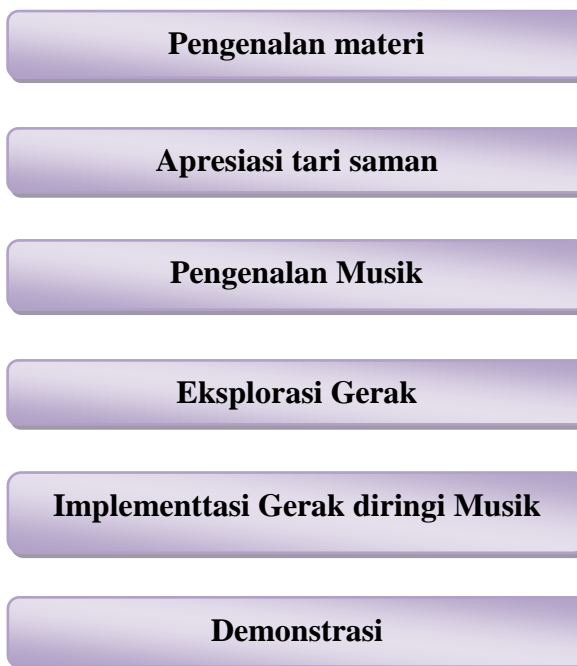 Pengenalan materi
Apresiasi tari saman
Pengenalan Musik
Eksplorasi Gerak
Implementtasi Gerak diringi Musik
Demonstrasi